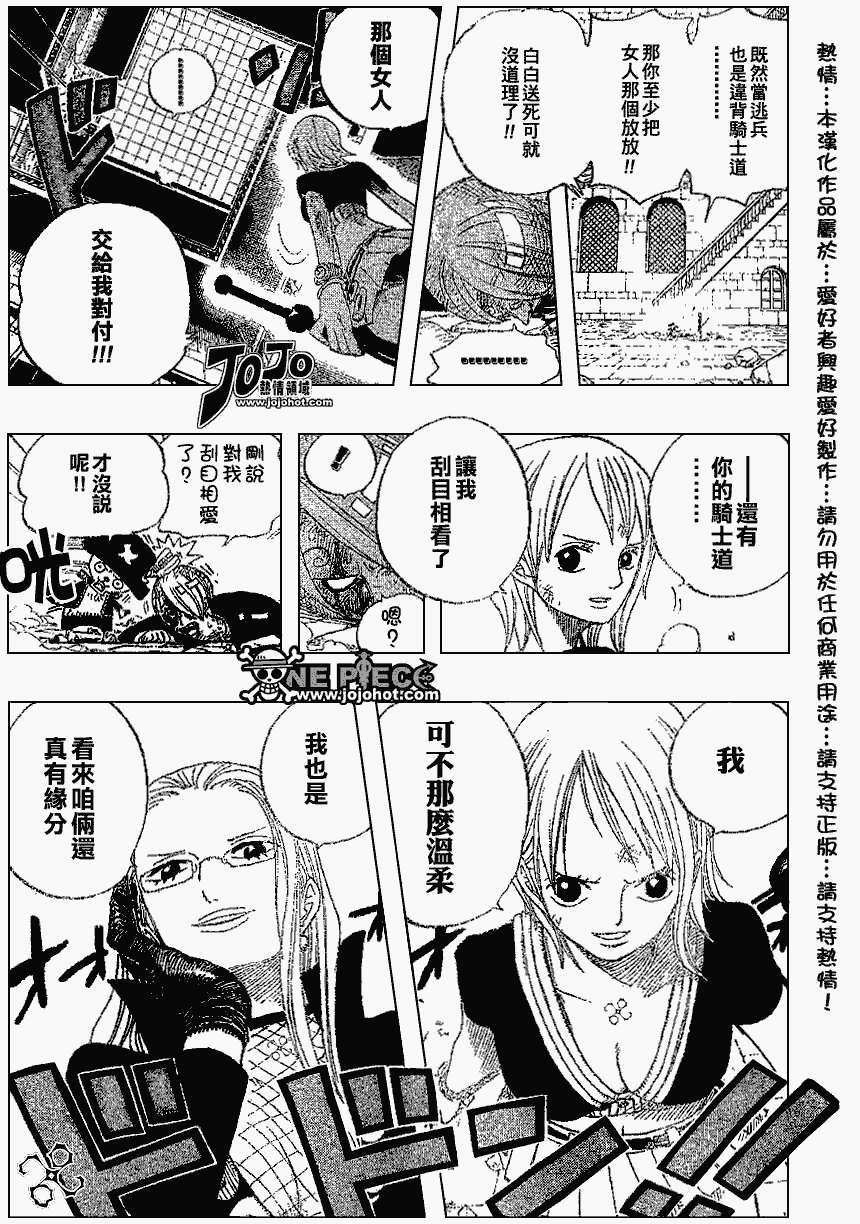 既然當逃兵
也是違背騎士道
…………
那你至少把
女人那個放放!!
白白送死可就
沒道理了!!
…………
那個女人
…………
交給我對付!!!
ドドド
JOJO
熱情領域
www.jojohot.com
——還有
你的騎士道
…………
讓我
刮目相看了
!!
嗯?
剛說
對我
刮目相愛
了?
才沒說
呢!!
咣
ONE PIECE
www.jojohot.com
我
可不那麼溫柔
我也是
看來咱倆還
真有緣分
ドドン!!
熱情…本漢化作品屬於…愛好者興趣愛好製作…請勿用於任何商業用途…請支持正版…請支持熱情!